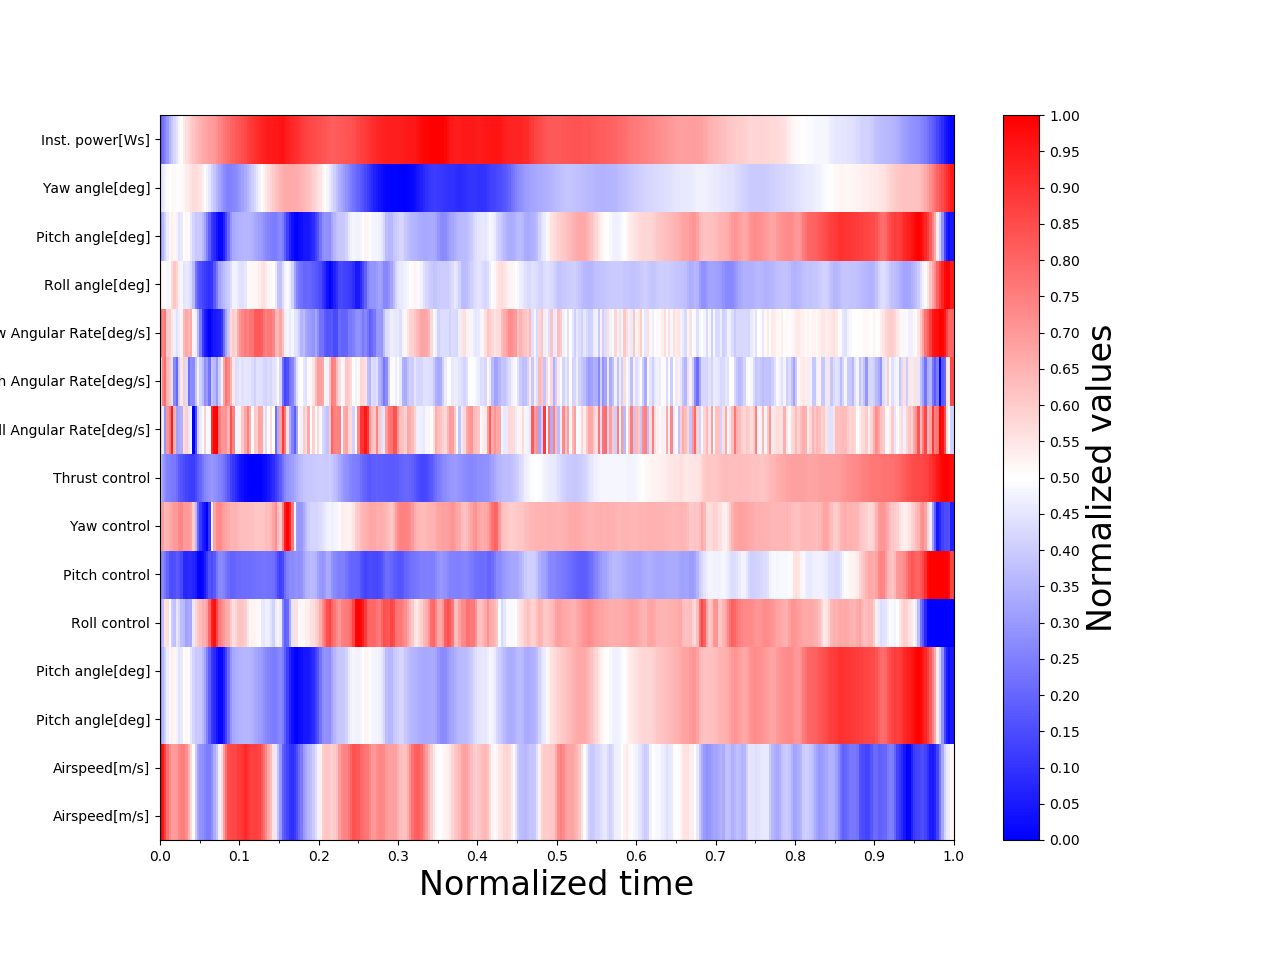 Inst. power[Ws]
Yaw angle[deg]
Pitch angle[deg]
Roll angle[deg]
w Angular Rate[deg/s]
h Angular Rate[deg/s]
ll Angular Rate[deg/s]
Thrust control
Yaw control
Pitch control
Roll control
Pitch angle[deg]
Pitch angle[deg]
Airspeed[m/s]
Airspeed[m/s]
0.0 0.1 0.2 0.3 0.4 0.5 0.6 0.7 0.8 0.9 1.0
Normalized time
1.00
0.95
0.90
0.85
0.80
0.75
0.70
0.65
0.60
0.55
0.50
0.45
0.40
0.35
0.30
0.25
0.20
0.15
0.10
0.05
0.00
Normalized values